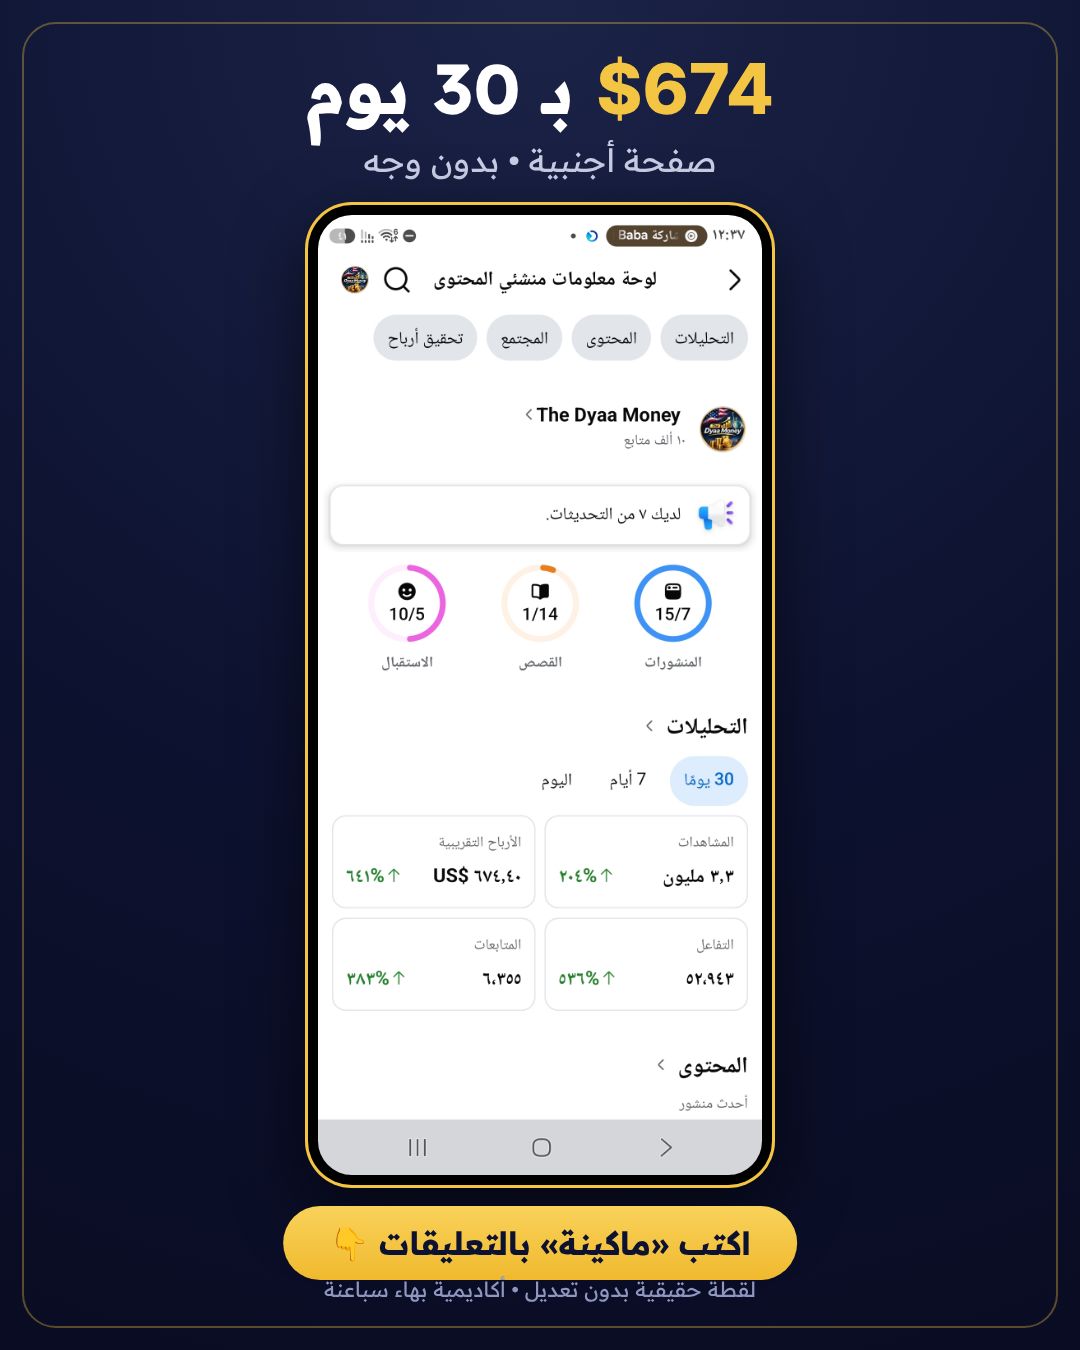 $674 بـ 30 يوم
صفحة أجنبية • بدون وجه
١٢:٣٧ ـاركة Baba ٤١
لوحة معلومات منشئي المحتوى
التحليلات المحتوى المجتمع تحقيق أرباح
The Dyaa Money
١٠ ألف متابع
لديك ٧ من التحديثات.
15/7 1/14 10/5
المنشورات القصص الاستقبال
التحليلات
30 يومًا 7 أيام اليوم
المشاهدات الأرباح التقريبية
٣,٣ مليون ٢٠٤% US$ ٦٧٤,٤٠ ٦٤١%
التفاعل المتابعات
٥٢،٩٤٣ ٥٣٦% ٦،٣٥٥ ٣٨٣%
المحتوى
أحدث منشور
اكتب «ماكينة» بالتعليقات 👇
لقطة حقيقية بدون تعديل • أكاديمية بهاء سباعنة